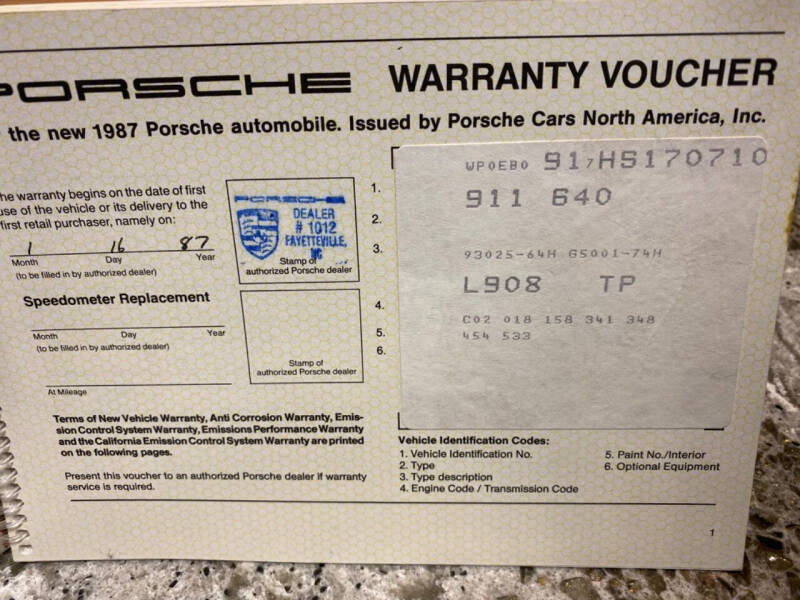 PORSCHE WARRANTY VOUCHER
the new 1987 Porsche automobile. Issued by Porsche Cars North America, Inc.
he warranty begins on the date of first
use of the vehicle or its delivery to the
first retail purchaser, namely on:
1 16 87
Month Day Year
(to be filled in by authorized dealer)
PORSCHE
DEALER
# 1012
FAYETTEVILLE,
Stamp of
authorized Porsche dealer
Speedometer Replacement
Month Day Year
(to be filled in by authorized dealer)
At Mileage
Stamp of
authorized Porsche dealer
1.
2.
3.
4.
5.
6.
WP0EB0 917HS170710
911 640
93025-64H G5001-74H
L908 TP
C02 018 158 341 348
454 533
Terms of New Vehicle Warranty, Anti Corrosion Warranty, Emis-
sion Control System Warranty, Emissions Performance Warranty
and the California Emission Control System Warranty are printed
on the following pages.
Present this voucher to an authorized Porsche dealer if warranty
service is required.
Vehicle Identification Codes:
1. Vehicle Identification No.
2. Type
3. Type description
4. Engine Code / Transmission Code
5. Paint No./Interior
6. Optional Equipment
1